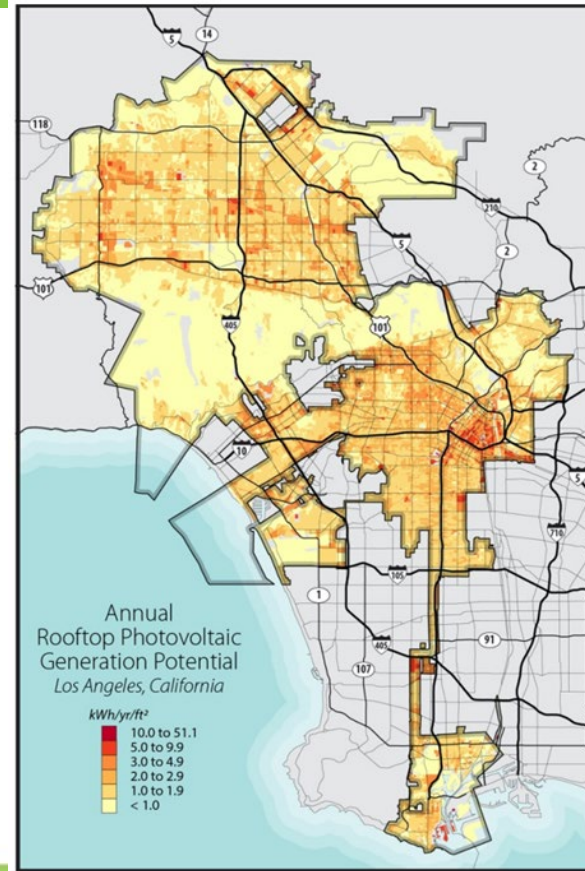 5
14
118
2
210
5
2
101
101
405
10
5
710
105
1
405
91
107
Annual
Rooftop Photovoltaic
Generation Potential
Los Angeles, California
kWh/yr/ft²
10.0 to 51.1
5.0 to 9.9
3.0 to 4.9
2.0 to 2.9
1.0 to 1.9
< 1.0